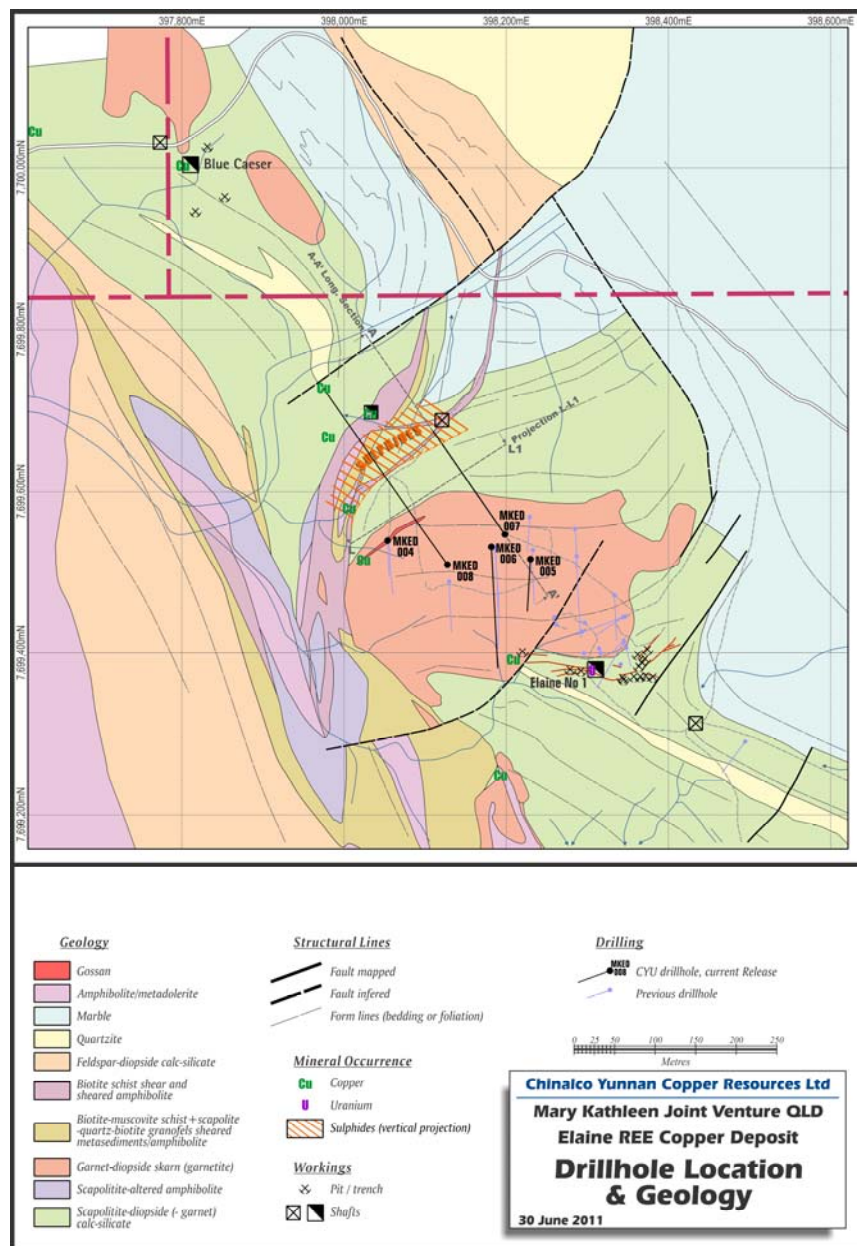 397,800mE
398,000mE
398,200mE
398,400mE
398,600mE
7,700,000mN
7,699,800mN
7,699,600mN
7,699,400mN
7,699,200mN
Cu
Cu
Blue Caeser
A-A' Long. Section
A
Cu
Cu
Cu
SULPHIDES
Projection L-L1
L1
Cu
L
Cu
MKED
004
MKED
008
MKED
007
MKED
006
MKED
005
A'
Cu
U
Elaine No 1
Cu
Geology
Gossan
Amphibolite/metadolerite
Marble
Quartzite
Feldspar-diopside calc-silicate
Biotite schist shear and
sheared amphibolite
Biotite-muscovite schist+scapolite
-quartz-biotite granofels sheared
metasediments/amphibolite
Garnet-diopside skarn (garnetite)
Scapolitite-altered amphibolite
Scapolitite-diopside (- garnet)
calc-silicate
Structural Lines
Fault mapped
Fault infered
Form lines (bedding or foliation)
Mineral Occurrence
Cu Copper
U Uranium
Sulphides (vertical projection)
Workings
Pit / trench
Shafts
Drilling
MKED
008
CYU drillhole, current Release
Previous drillhole
0 25 50 100 150 200 250
Metres
Chinalco Yunnan Copper Resources Ltd
Mary Kathleen Joint Venture QLD
Elaine REE Copper Deposit
Drillhole Location
& Geology
30 June 2011